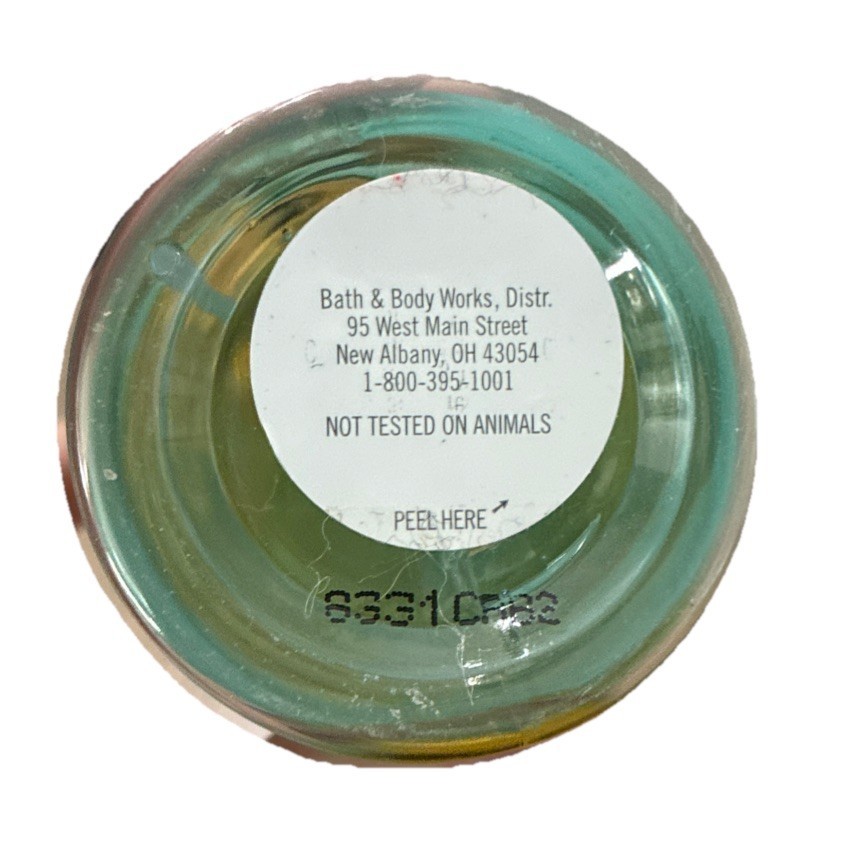 Bath & Body Works, Distr.
95 West Main Street
New Albany, OH 43054
1-800-395-1001
NOT TESTED ON ANIMALS
PEEL HERE